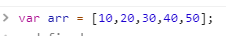 > var arr = [10,20,30,40,50];